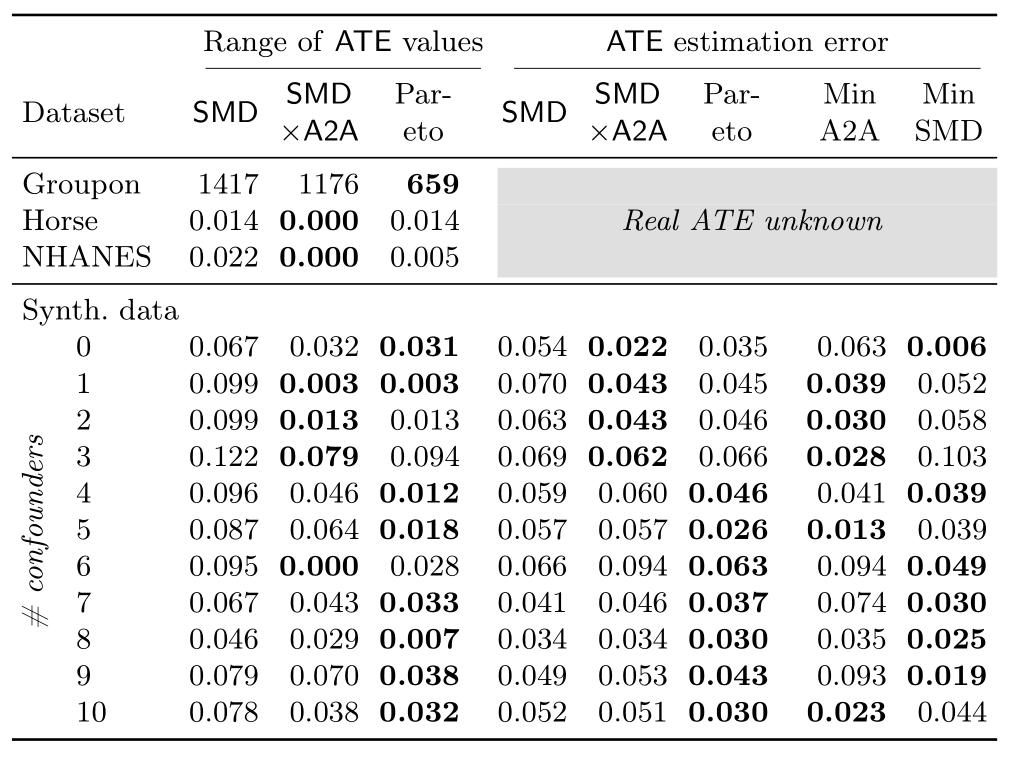 Range of ATE values ATE estimation error
Dataset SMD SMD ×A2A Par-eto SMD SMD ×A2A Par-eto Min A2A Min SMD
Groupon 1417 1176 659
Horse 0.014 0.000 0.014 Real ATE unknown
NHANES 0.022 0.000 0.005
Synth. data
# confounders
0 0.067 0.032 0.031 0.054 0.022 0.035 0.063 0.006
1 0.099 0.003 0.003 0.070 0.043 0.045 0.039 0.052
2 0.099 0.013 0.013 0.063 0.043 0.046 0.030 0.058
3 0.122 0.079 0.094 0.069 0.062 0.066 0.028 0.103
4 0.096 0.046 0.012 0.059 0.060 0.046 0.041 0.039
5 0.087 0.064 0.018 0.057 0.057 0.026 0.013 0.039
6 0.095 0.000 0.028 0.066 0.094 0.063 0.094 0.049
7 0.067 0.043 0.033 0.041 0.046 0.037 0.074 0.030
8 0.046 0.029 0.007 0.034 0.034 0.030 0.035 0.025
9 0.079 0.070 0.038 0.049 0.053 0.043 0.093 0.019
10 0.078 0.038 0.032 0.052 0.051 0.030 0.023 0.044